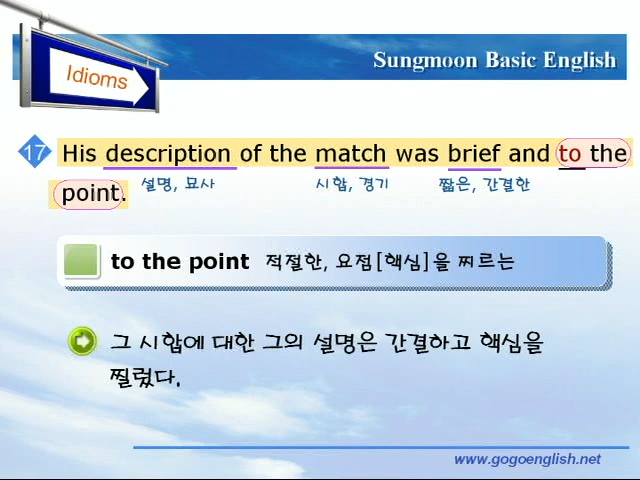 Idioms
Sungmoon Basic English
17 His description of the match was brief and to the
point.
설명, 묘사 시합, 경기 짧은, 간결한
to the point 적절한, 요점[핵심]을 찌르는
그 시합에 대한 그의 설명은 간결하고 핵심을
찔렀다.
www.gogoenglish.net